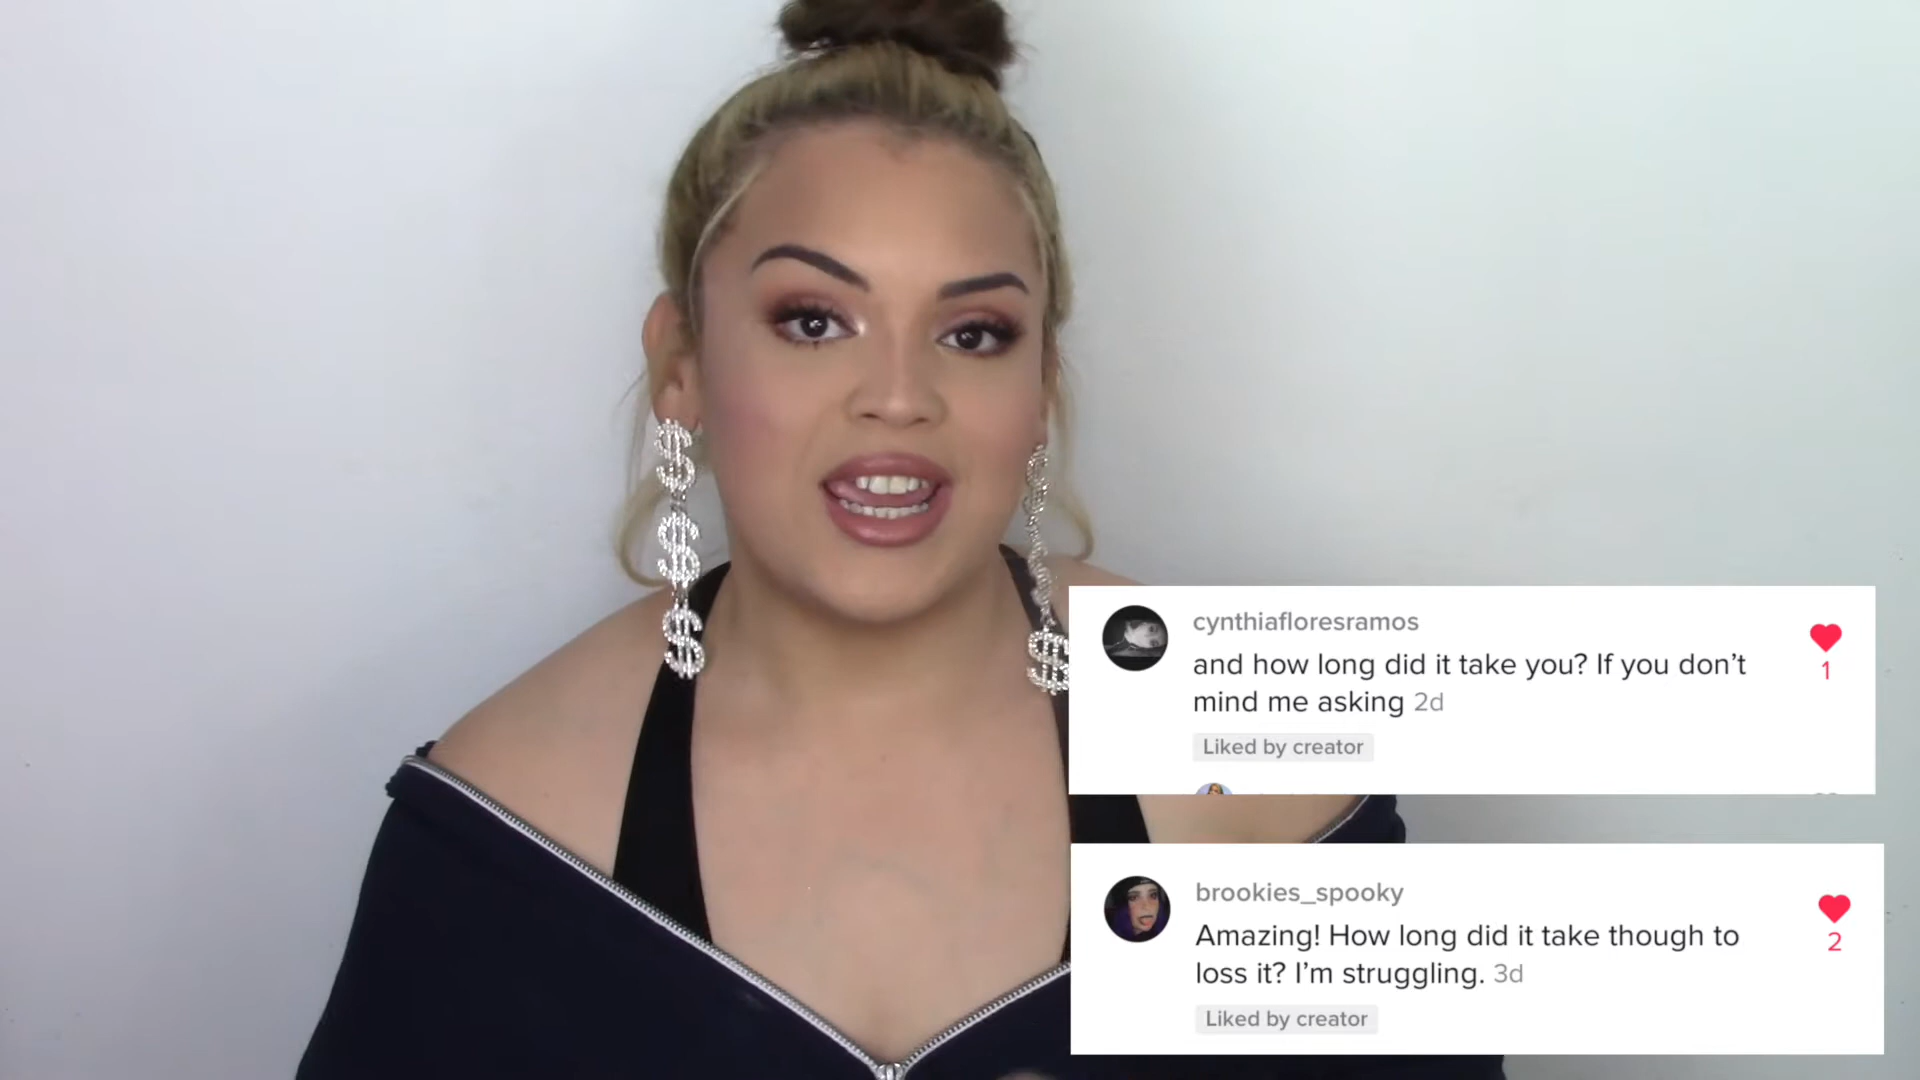 cynthiafloresramos
and how long did it take you? If you don’t
mind me asking 2d
1
Liked by creator
brookies_spooky
Amazing! How long did it take though to
loss it? I’m struggling. 3d
2
Liked by creator